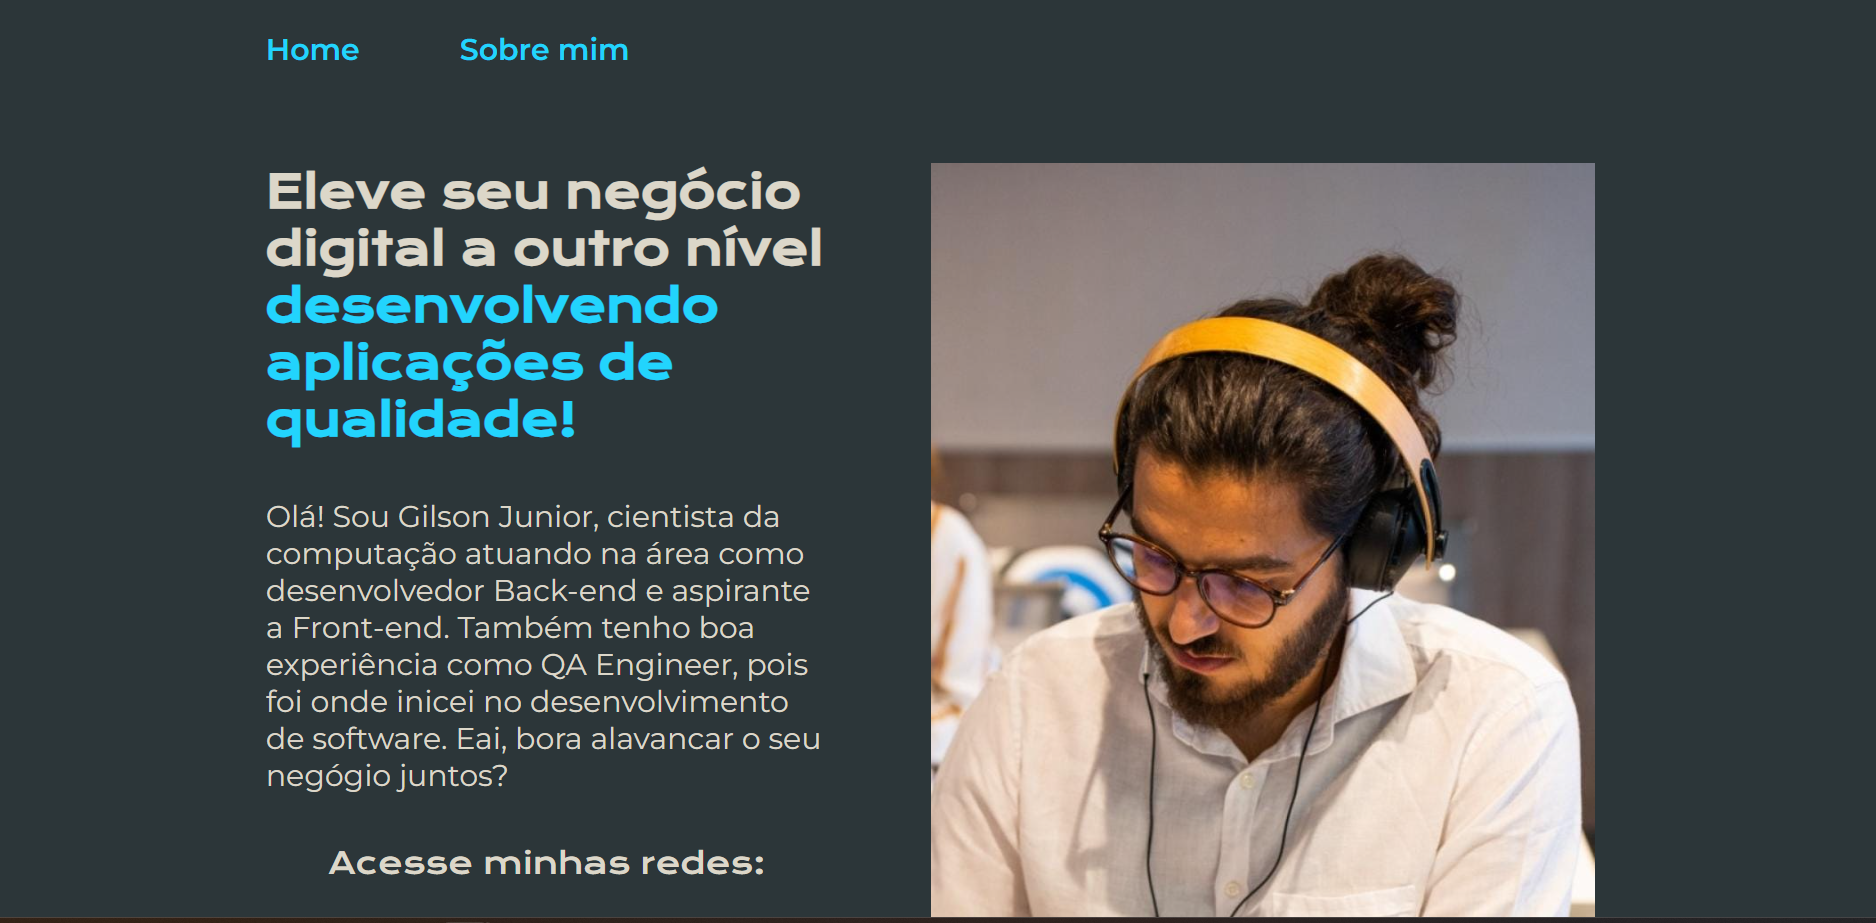 Home Sobre mim
Eleve seu negócio
digital a outro nível
desenvolvendo
aplicações de
qualidade!
Olá! Sou Gilson Junior, cientista da
computação atuando na área como
desenvolvedor Back-end e aspirante
a Front-end. Também tenho boa
experiência como QA Engineer, pois
foi onde inicei no desenvolvimento
de software. Eai, bora alavancar o seu
negógio juntos?
Acesse minhas redes: